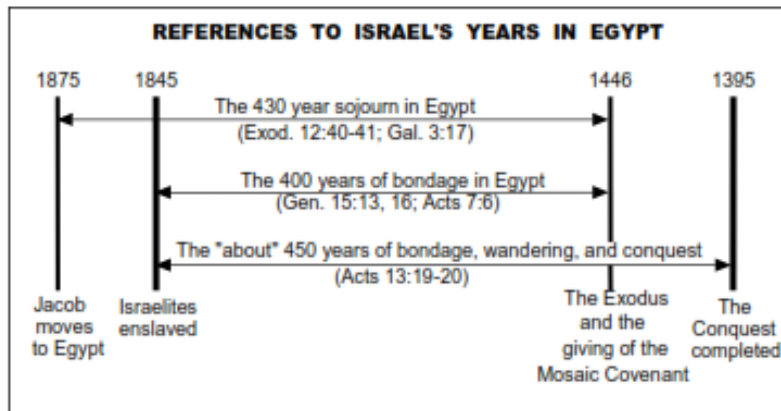 REFERENCES TO ISRAEL'S YEARS IN EGYPT
1875 1845 1446 1395
The 430 year sojourn in Egypt
(Exod. 12:40-41; Gal. 3:17)
The 400 years of bondage in Egypt
(Gen. 15:13, 16; Acts 7:6)
The "about" 450 years of bondage, wandering, and conquest
(Acts 13:19-20)
Jacob
moves
to Egypt
Israelites
enslaved
The Exodus
and the
giving of the
Mosaic Covenant
The
Conquest
completed